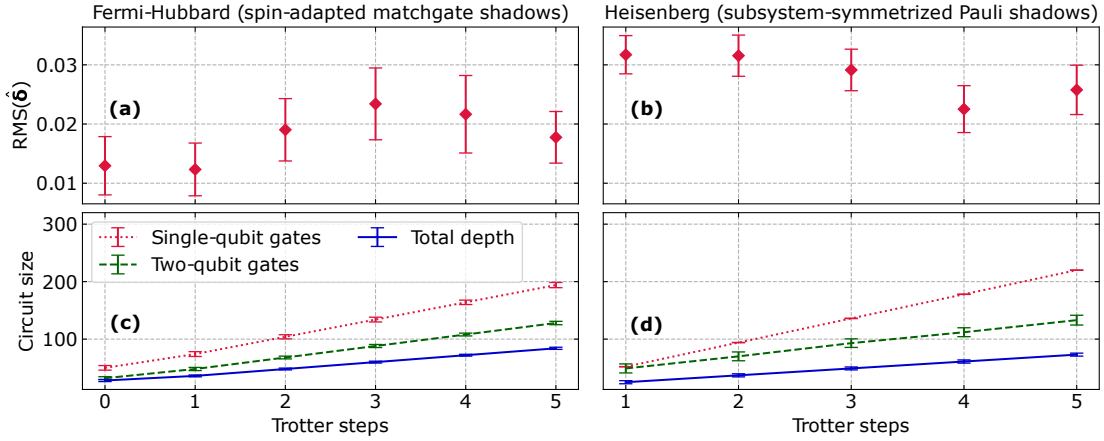 Fermi-Hubbard (spin-adapted matchgate shadows)
Heisenberg (subsystem-symmetrized Pauli shadows)
RMS(δ̂)
0.03
0.02
0.01
(a)
(b)
Circuit size
300
200
100
Single-qubit gates
Two-qubit gates
Total depth
(c)
(d)
0 1 2 3 4 5
1 2 3 4 5
Trotter steps
Trotter steps